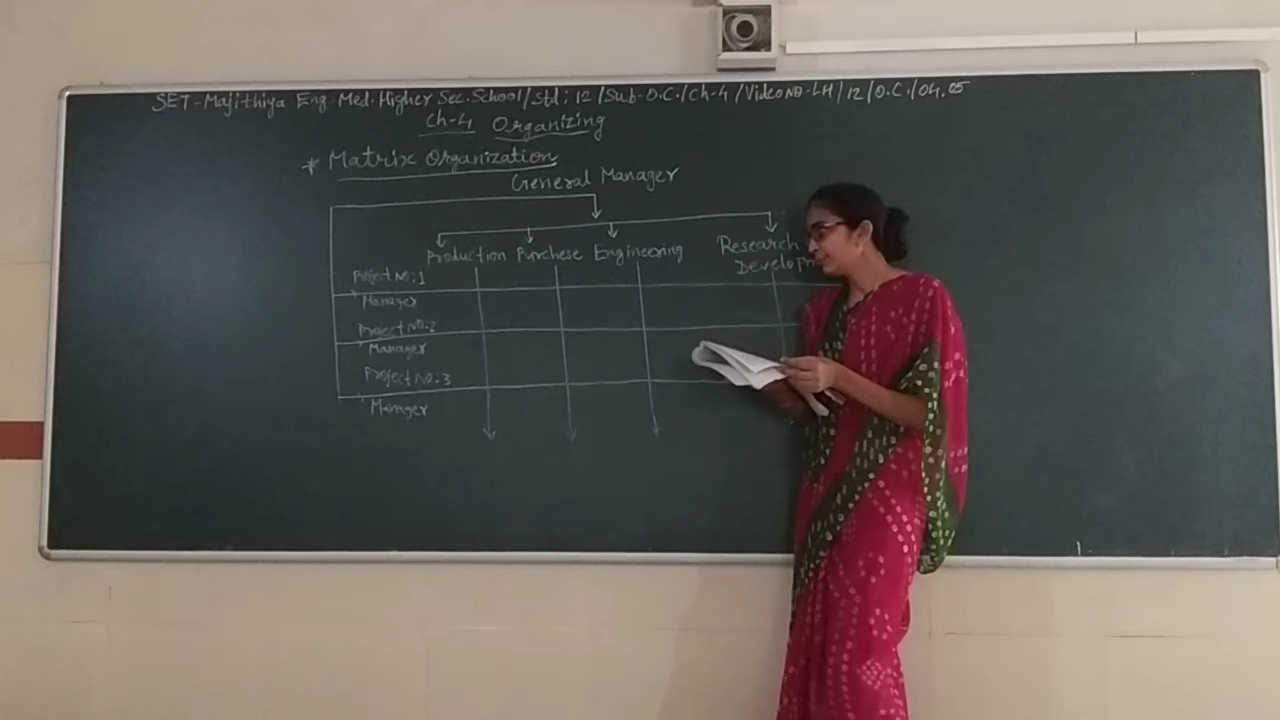 SET-Majithiya Eng. Med. Higher Sec. School/Std: 12/Sub-O.C./Ch-4/Video No-LH/12/O.C./04.05
Ch-4 Organizing
* Matrix Organization
General Manager
Production Purchese Engineering Research
Project No:1
Manager
Project No:2
Manager
Project No:3
Manager